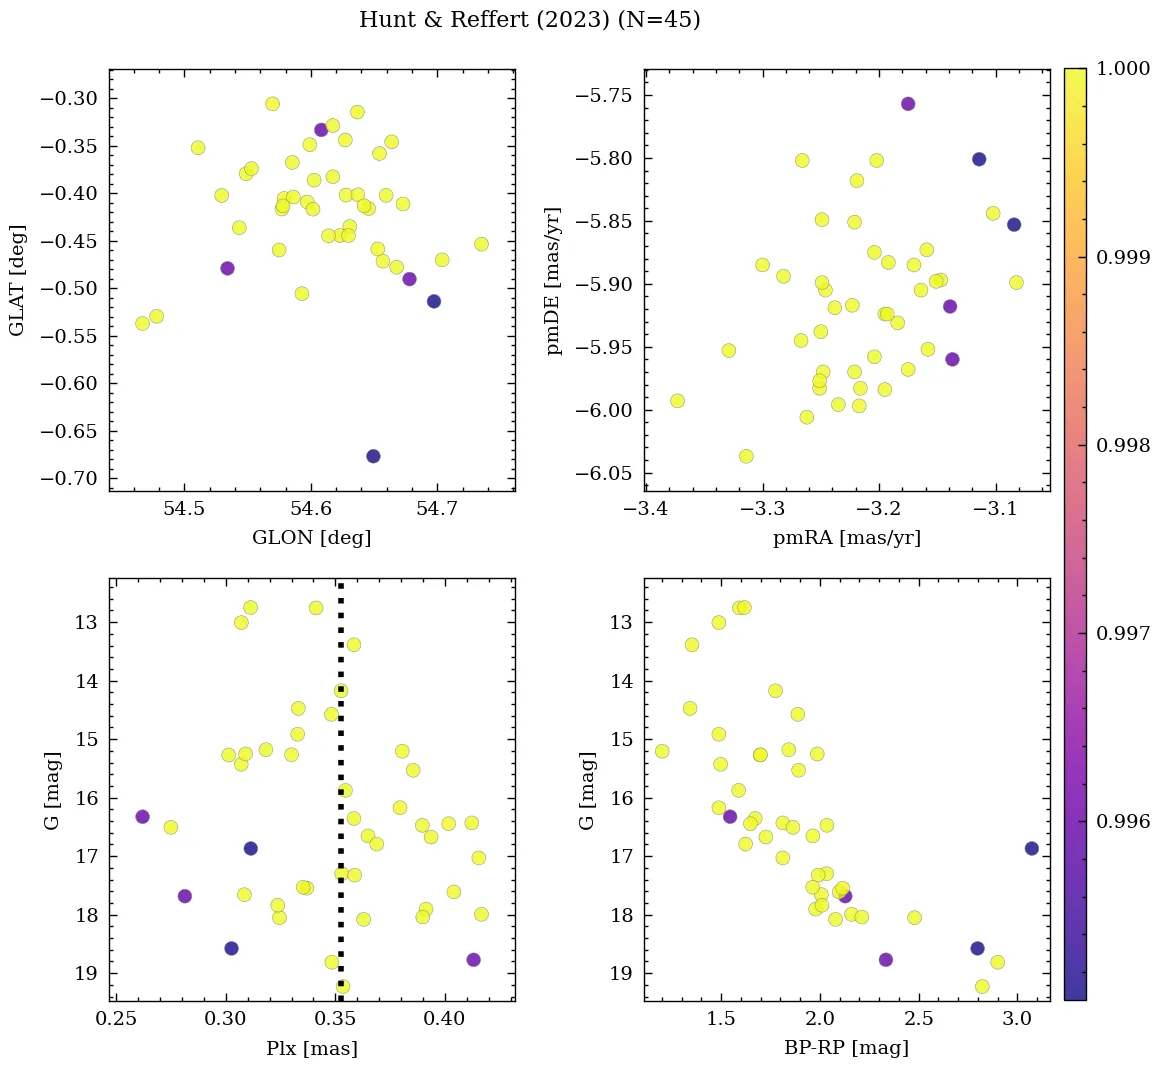 Hunt & Reffert (2023) (N=45)
−0.30
−0.35
−0.40
−0.45
−0.50
−0.55
−0.60
−0.65
−0.70
GLAT [deg]
54.5 54.6 54.7
GLON [deg]
−5.75
−5.80
−5.85
−5.90
−5.95
−6.00
−6.05
pmDE [mas/yr]
−3.4 −3.3 −3.2 −3.1
pmRA [mas/yr]
13
14
15
16
17
18
19
G [mag]
0.25 0.30 0.35 0.40
Plx [mas]
13
14
15
16
17
18
19
G [mag]
1.5 2.0 2.5 3.0
BP-RP [mag]
1.000
0.999
0.998
0.997
0.996